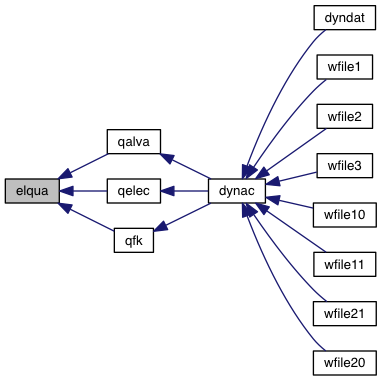 elqua
qalva
qelec
qfk
dynac
dyndat
wfile1
wfile2
wfile3
wfile10
wfile11
wfile21
wfile20